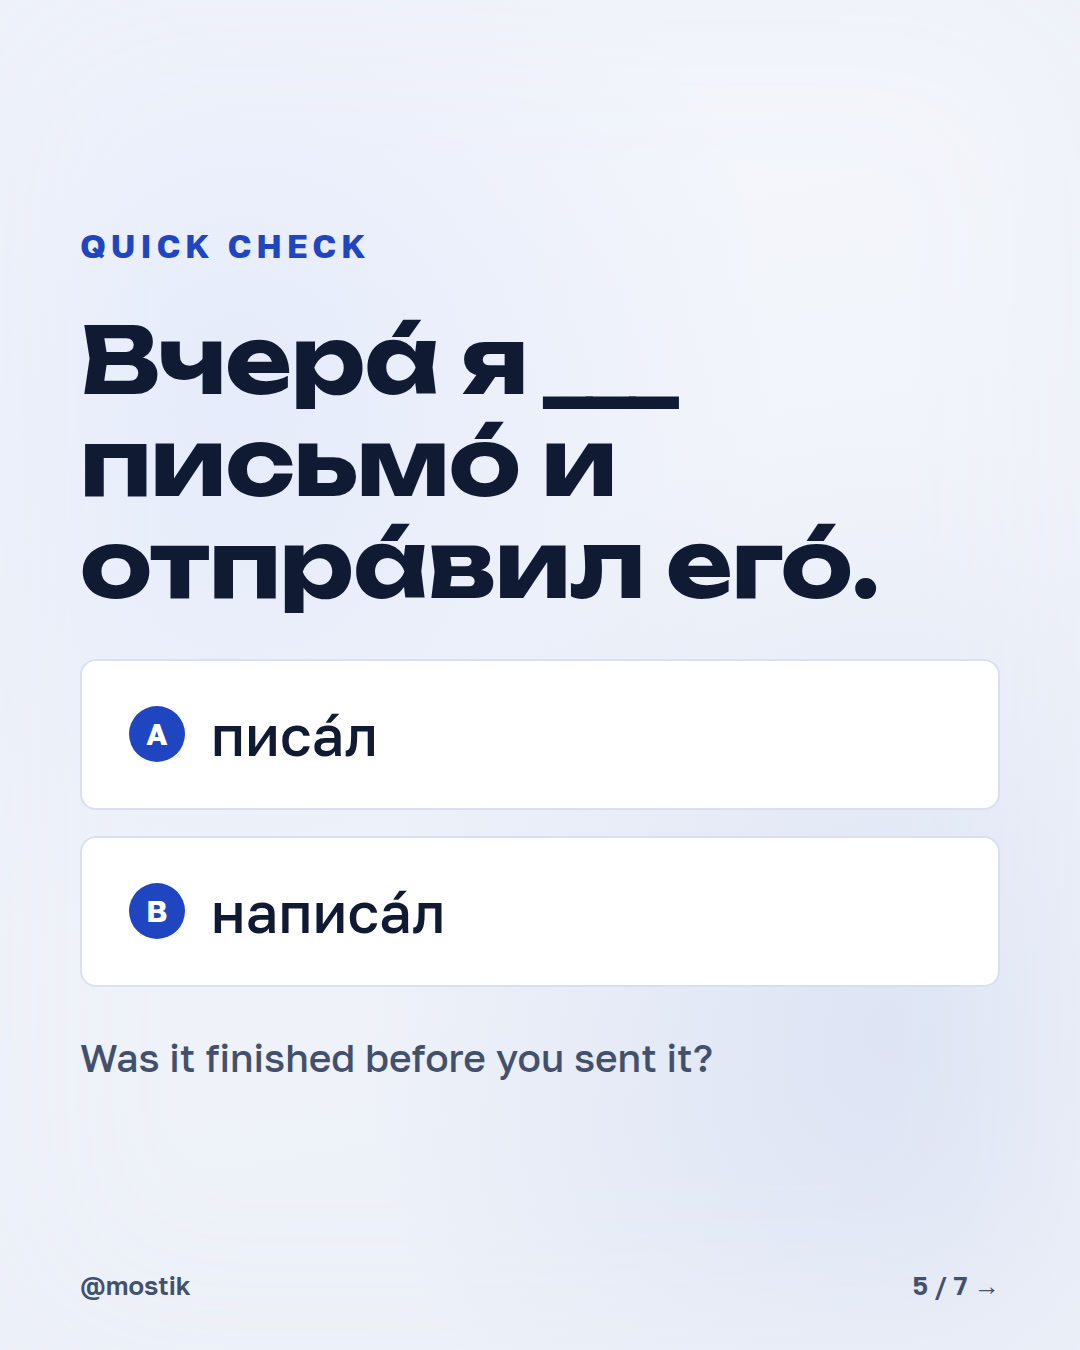 QUICK CHECK
Вчера́ я ___
письмо́ и
отпра́вил его́.
A писа́л
B написа́л
Was it finished before you sent it?
@mostik
5 / 7 →